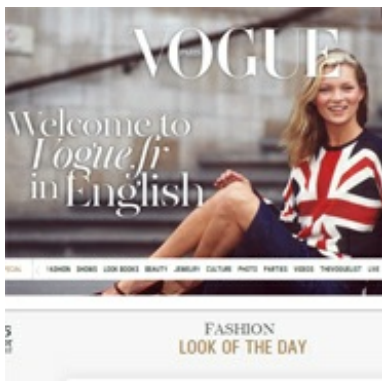 VOGUE
Welcome to
Vogue.fr
in English
FASHION SHOWS LOOK BOOKS BEAUTY JEWELRY CULTURE PHOTO PARTIES VIDEOS THEVOGUELIST LIVE
FASHION
LOOK OF THE DAY